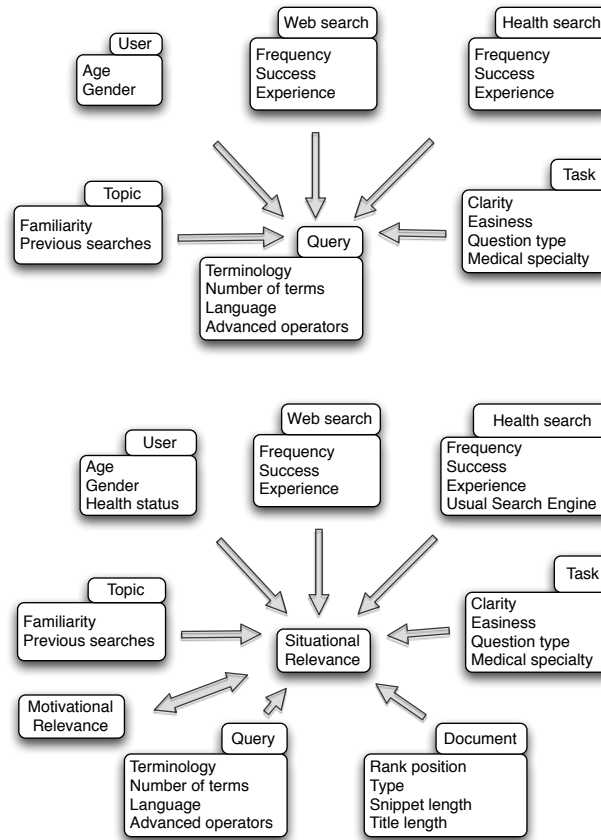 User
Age
Gender
Web search
Frequency
Success
Experience
Health search
Frequency
Success
Experience
Topic
Familiarity
Previous searches
Query
Terminology
Number of terms
Language
Advanced operators
Task
Clarity
Easiness
Question type
Medical specialty
User
Age
Gender
Health status
Web search
Frequency
Success
Experience
Health search
Frequency
Success
Experience
Usual Search Engine
Topic
Familiarity
Previous searches
Situational
Relevance
Task
Clarity
Easiness
Question type
Medical specialty
Motivational
Relevance
Query
Terminology
Number of terms
Language
Advanced operators
Document
Rank position
Type
Snippet length
Title length